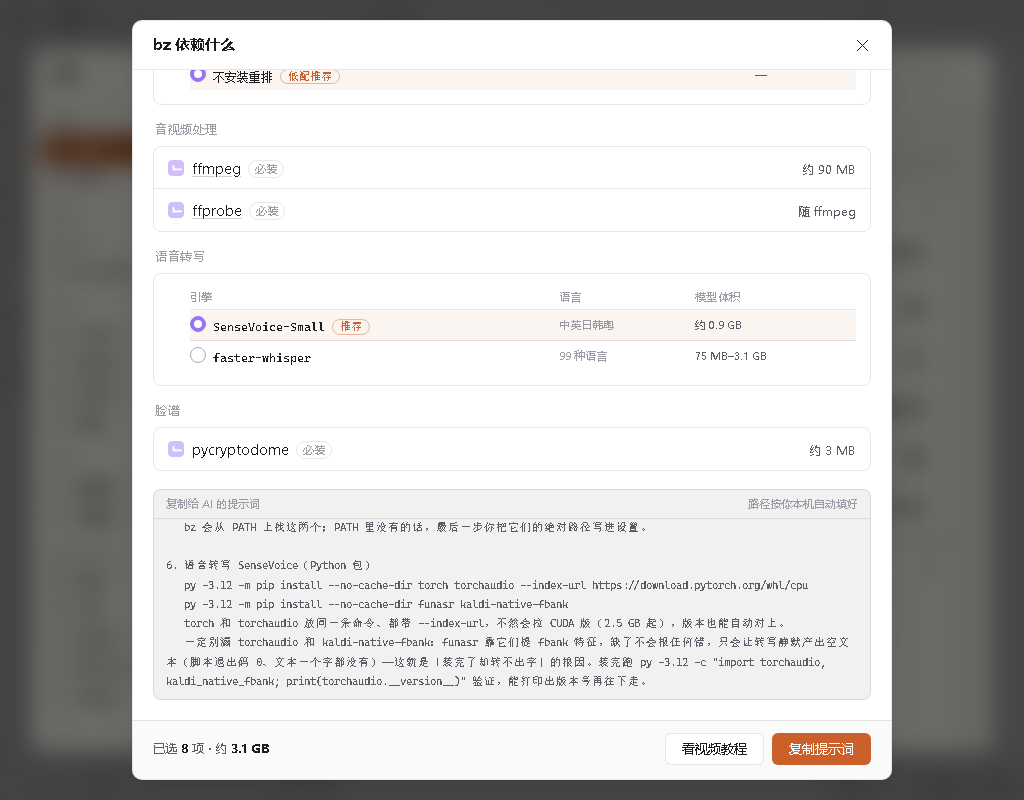 bz 依赖什么
不安装重排 低配推荐 —
音视频处理
ffmpeg 必装 约 90 MB
ffprobe 必装 随 ffmpeg
语音转写
引擎 语言 模型体积
SenseVoice-Small 推荐 中英日韩粤 约 0.9 GB
faster-whisper 99 种语言 75 MB–3.1 GB
脸谱
pycryptodome 必装 约 3 MB
复制给 AI 的提示词 路径按你本机自动填好
bz 会从 PATH 上找这两个；PATH 里没有的话，最后一步你把它们的绝对路径写进设置。
6. 语音转写 SenseVoice（Python 包）
py -3.12 -m pip install --no-cache-dir torch torchaudio --index-url https://download.pytorch.org/whl/cpu
py -3.12 -m pip install --no-cache-dir funasr kaldi-native-fbank
torch 和 torchaudio 放同一条命令、都带 --index-url，不然会拉 CUDA 版（2.5 GB 起），版本也能自动对上。
一定别漏 torchaudio 和 kaldi-native-fbank：funasr 靠它们提 fbank 特征，缺了不会报任何错，只会让转写静默产出空文
本（脚本退出码 0、文本一个字都没有）——这就是「装完了却转不出字」的根因。装完跑 py -3.12 -c "import torchaudio,
kaldi_native_fbank; print(torchaudio.__version__)" 验证，能打印出版本号再往下走。
已选 8 项 · 约 3.1 GB 看视频教程 复制提示词